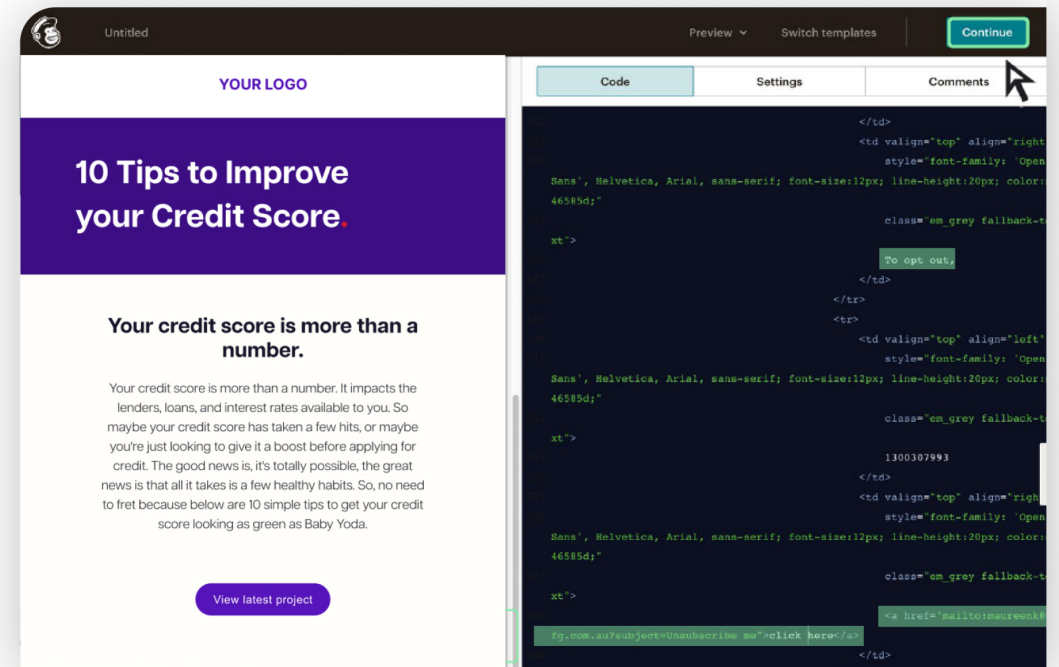 Untitled
Preview
Switch templates
Continue
YOUR LOGO
10 Tips to Improve
your Credit Score.
Your credit score is more than a
number.
Your credit score is more than a number. It impacts the
lenders, loans, and interest rates available to you. So
maybe your credit score has taken a few hits, or maybe
you're just looking to give it a boost before applying for
credit. The good news is, it's totally possible, the great
news is that all it takes is a few healthy habits. So, no need
to fret because below are 10 simple tips to get your credit
score looking as green as Baby Yoda.
View latest project
Code
Settings
Comments
</td>
<td valign="top" align="right
style="font-family: 'Open
Sans', Helvetica, Arial, sans-serif; font-size:12px; line-height:20px; color:
46585d;"
class="em_grey fallback-t
xt">
To opt out,
</td>
</tr>
<tr>
<td valign="top" align="left"
style="font-family: 'Open
Sans', Helvetica, Arial, sans-serif; font-size:12px; line-height:20px; color:
46585d;"
class="em_grey fallback-t
xt">
1300307993
</td>
<td valign="top" align="righ
style="font-family: 'Open
Sans', Helvetica, Arial, sans-serif; font-size:12px; line-height:20px; color:
46585d;"
class="em_grey fallback-t
xt">
<a href="mailto:maureenk@
fg.com.au?subject=Unsubscribe me">click here</a>
</td>